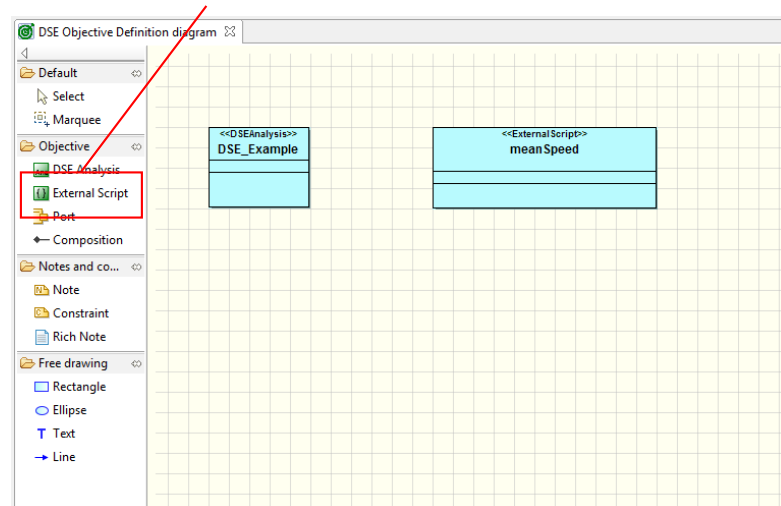 DSE Objective Definition diagram
Default
Select
Marquee
Objective
DSE Analysis
External Script
Port
Composition
Notes and co...
Note
Constraint
Rich Note
Free drawing
Rectangle
Ellipse
T Text
Line
<<DSEAnalysis>>
DSE_Example
<<ExternalScript>>
meanSpeed